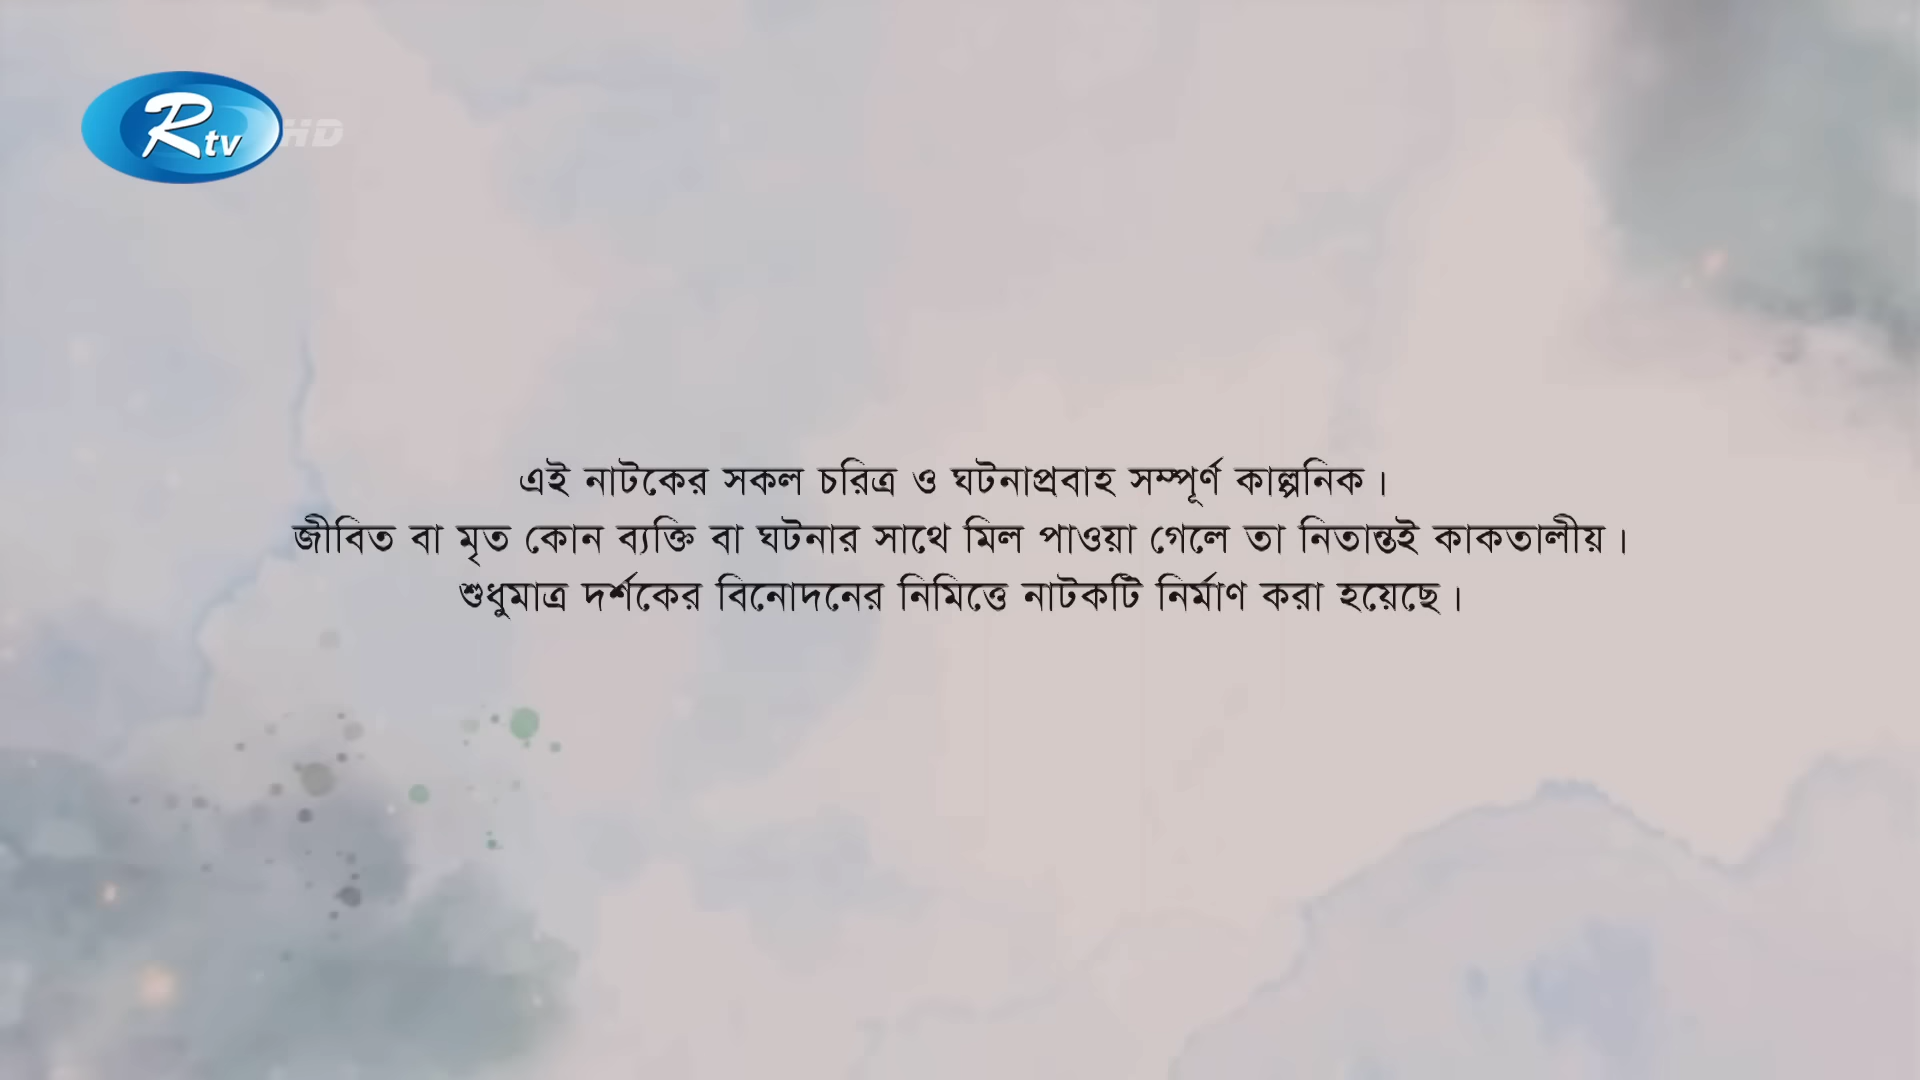 Rtv HD
এই নাটকের সকল চরিত্র ও ঘটনাপ্রবাহ সম্পূর্ণ কাল্পনিক।
জীবিত বা মৃত কোন ব্যক্তি বা ঘটনার সাথে মিল পাওয়া গেলে তা নিতান্তই কাকতালীয়।
শুধুমাত্র দর্শকের বিনোদনের নিমিত্তে নাটকটি নির্মাণ করা হয়েছে।